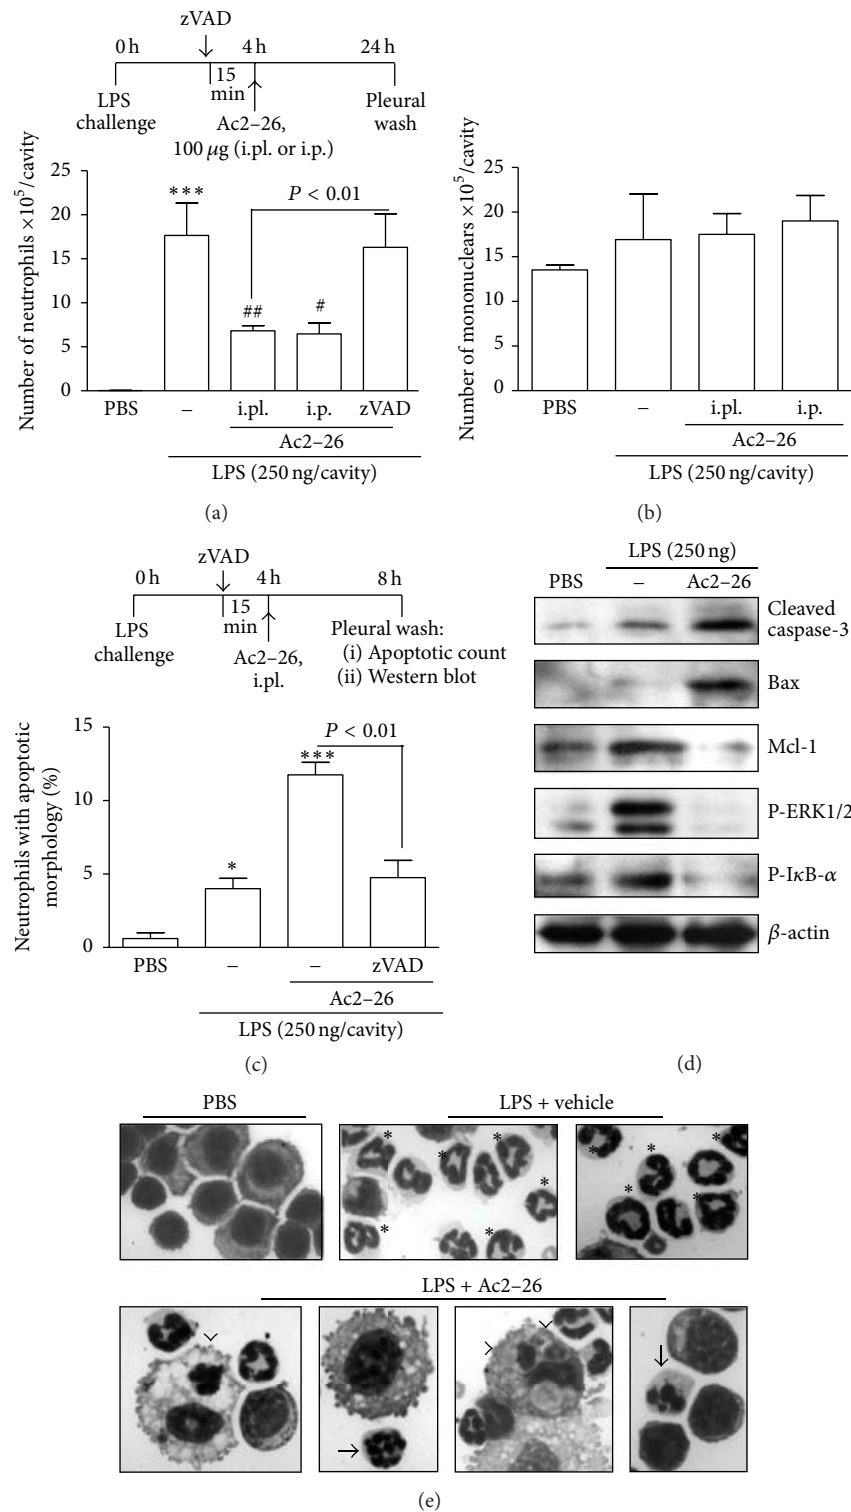 zVAD
0 h 4 h 24 h
15
min
LPS
challenge
Pleural
wash
Ac2–26,
100 μg (i.pl. or i.p.)
Number of neutrophils ×10⁵/cavity
25
20
15
10
5
0
***
P < 0.01
##
#
PBS – i.pl. i.p. zVAD
Ac2–26
LPS (250 ng/cavity)
(a)
Number of mononuclears ×10⁵/cavity
25
20
15
10
5
0
PBS – i.pl. i.p.
Ac2–26
LPS (250 ng/cavity)
(b)
zVAD
0 h 4 h 8 h
15
min
LPS
challenge
Ac2–26,
i.pl.
Pleural wash:
(i) Apoptotic count
(ii) Western blot
Neutrophils with apoptotic
morphology (%)
15
10
5
0
*
***
P < 0.01
PBS – – zVAD
Ac2–26
LPS (250 ng/cavity)
(c)
LPS (250 ng)
PBS – Ac2–26
Cleaved
caspase-3
Bax
Mcl-1
P-ERK1/2
P-IκB-α
β-actin
(d)
PBS LPS + vehicle
* * * * * * *
* * * * *
LPS + Ac2–26
(e)